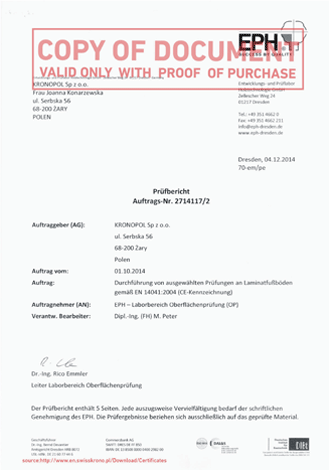 EPH
COPY OF DOCUMENT
VALID ONLY WITH PROOF OF PURCHASE
KRONOPOL Sp z o.o.
Frau Joanna Konarzewska
ul. Serbska 56
68-200 ŻARY
POLEN
Entwicklungs- und Prüflabor
Holztechnologie GmbH
Zellescher Weg 24
01217 Dresden
Tel.: +49 351 4662 0
Fax: +49 351 4662 211
info@eph-dresden.de
www.eph-dresden.de
Dresden, 04.12.2014
70-em/pe
Prüfbericht
Auftrags-Nr. 2714117/2
Auftraggeber (AG): KRONOPOL Sp z o.o.
ul. Serbska 56
68-200 Żary
Polen
Auftrag vom: 01.10.2014
Auftrag: Durchführung von ausgewählten Prüfungen an Laminatfußböden
gemäß EN 14041:2004 (CE-Kennzeichnung)
Auftragnehmer (AN): EPH – Laborbereich Oberflächenprüfung (OP)
Verantw. Bearbeiter: Dipl.-Ing. (FH) M. Peter
Dr.-Ing. Rico Emmler
Leiter Laborbereich Oberflächenprüfung
Der Prüfbericht enthält 5 Seiten. Jede auszugsweise Vervielfältigung bedarf der schriftlichen
Genehmigung des EPH. Die Prüfergebnisse beziehen sich ausschließlich auf das geprüfte Material.
source:http://www.en.swisskrono.pl/Download/Certificates